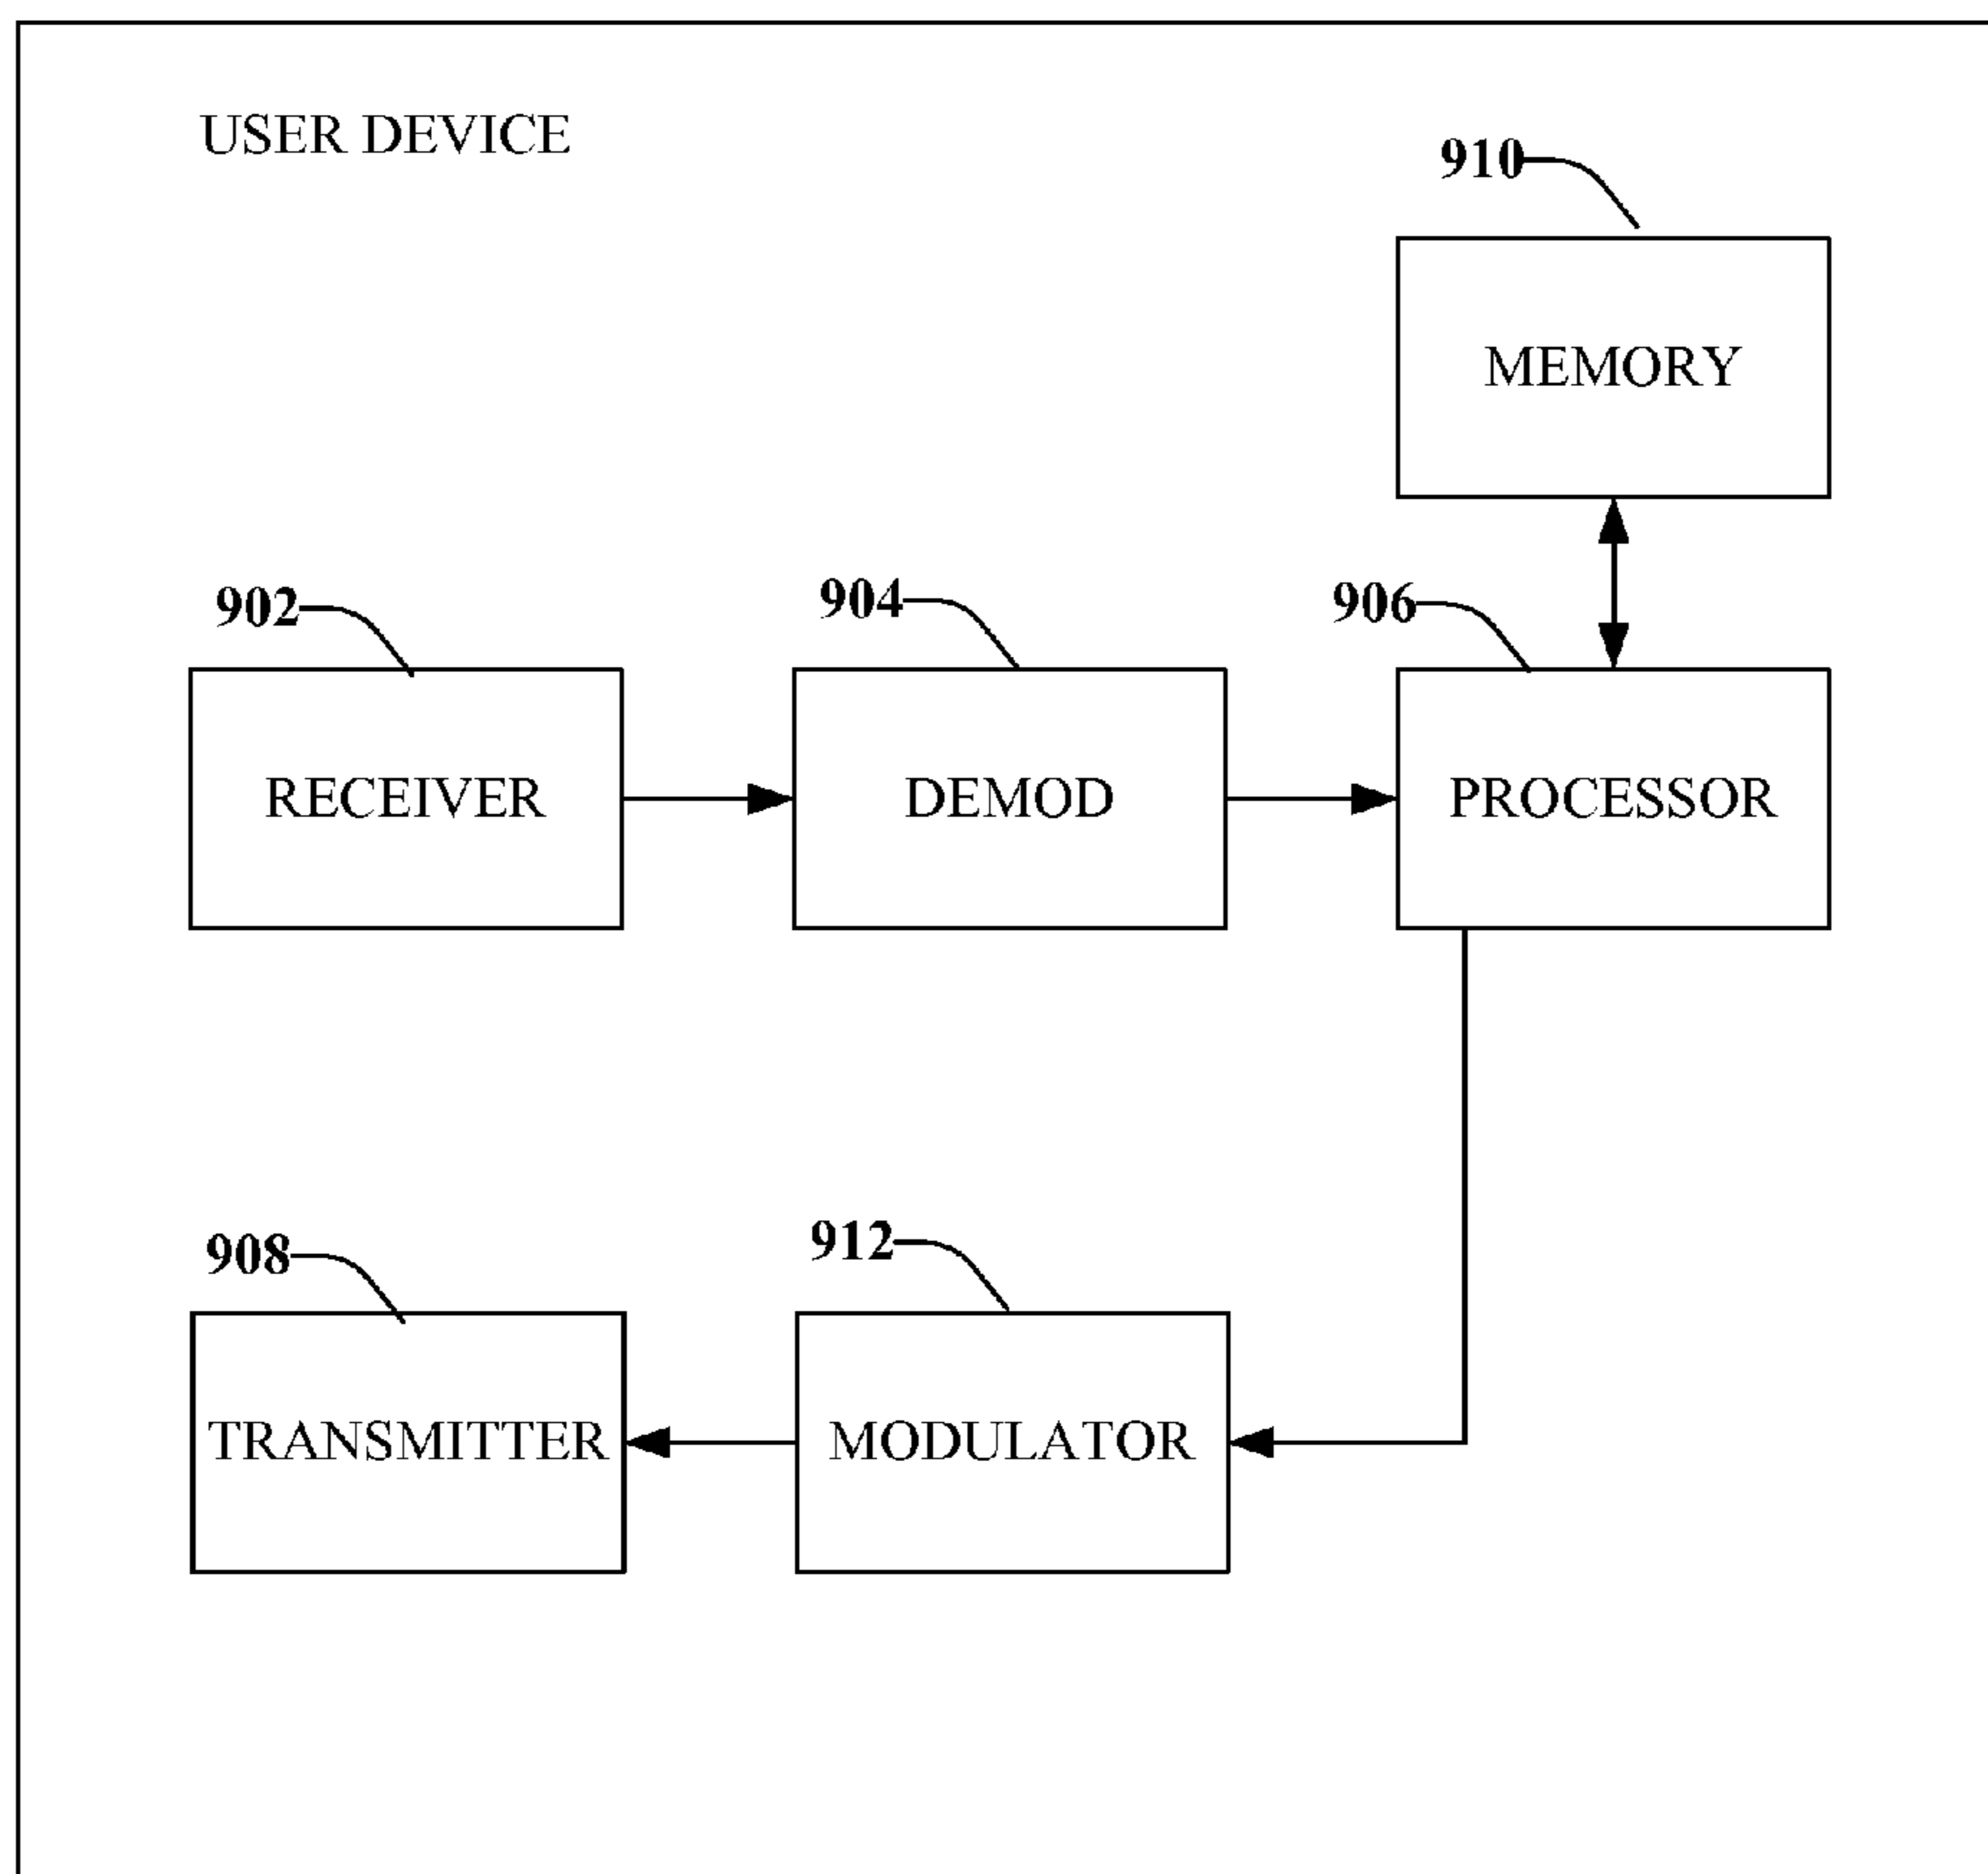 USER DEVICE
910
MEMORY
902
904
906
RECEIVER
DEMOD
PROCESSOR
908
912
TRANSMITTER
MODULATOR